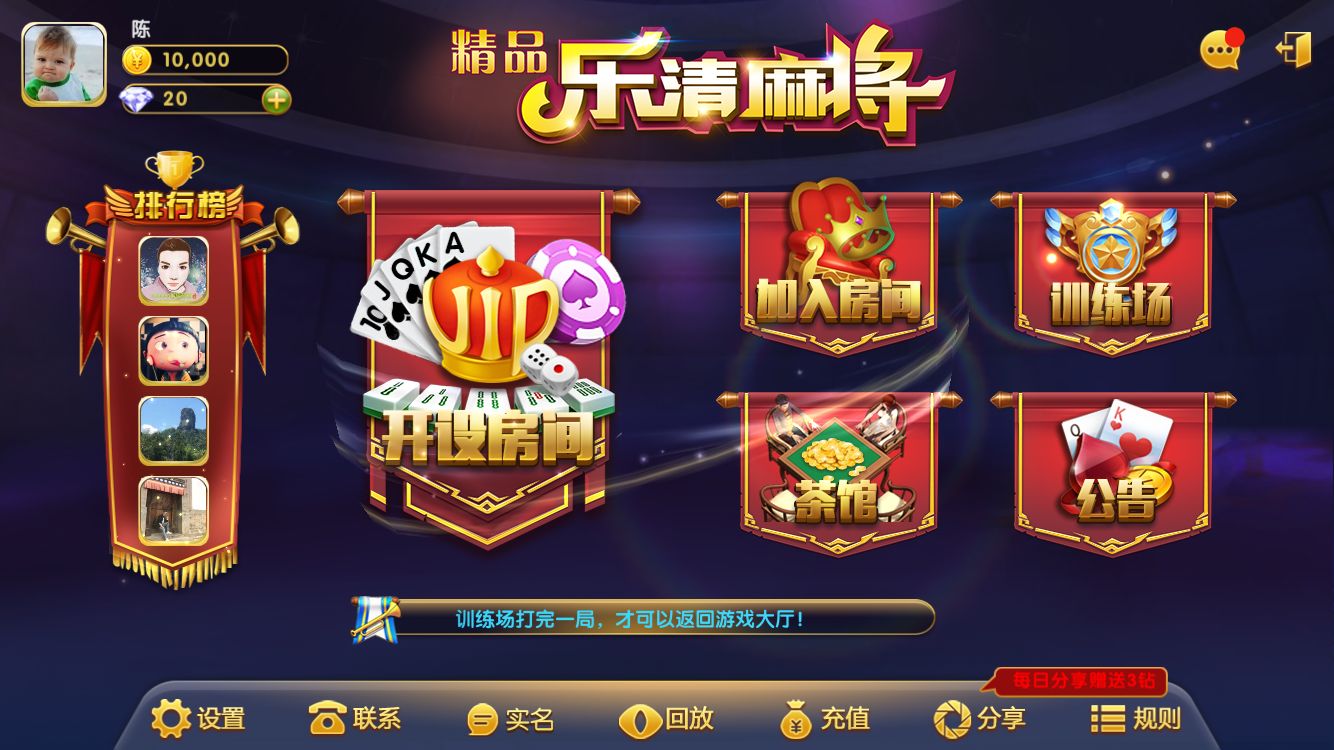 陈
10,000
20
精品
乐清麻将
排行榜
10 J Q K A
VIP
开设房间
加入房间
1
训练场
茶馆
Q K
公告
训练场打完一局，才可以返回游戏大厅！
每日分享赠送3钻
设置
联系
实名
回放
充值
分享
规则